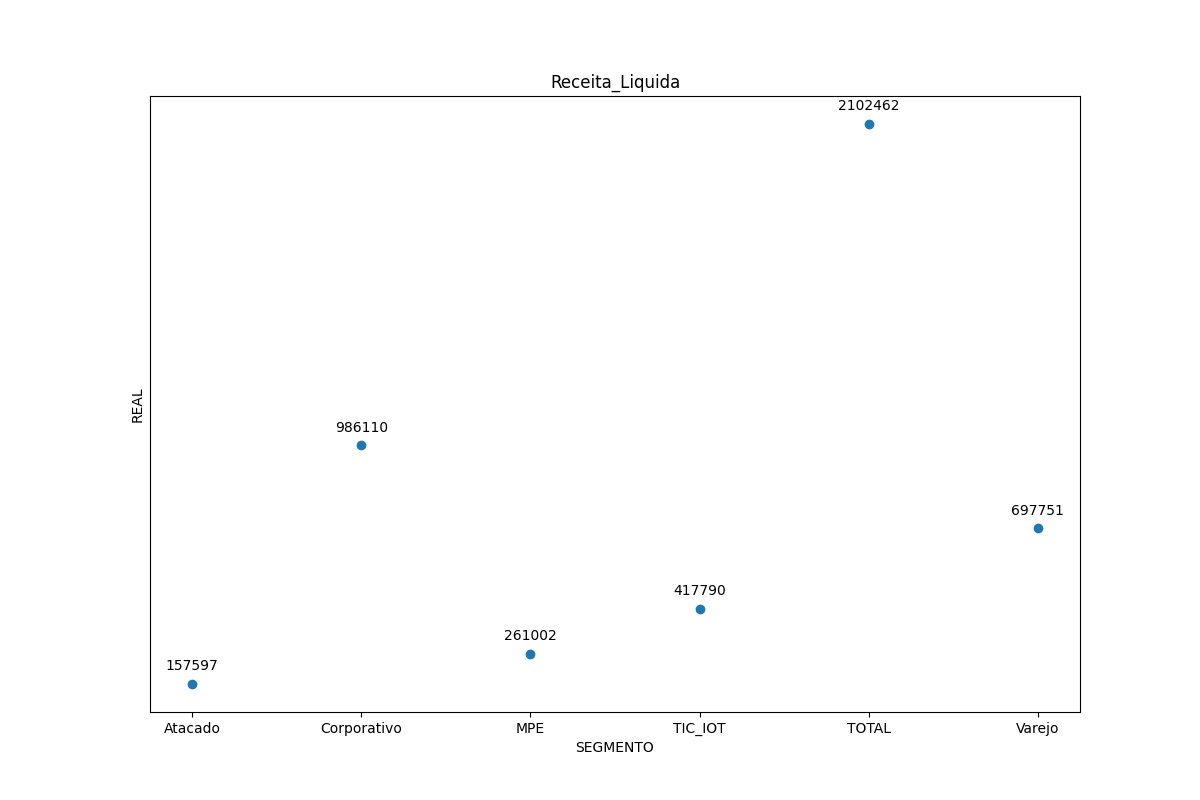 Receita_Liquida
2102462
REAL
986110
697751
417790
261002
157597
Atacado Corporativo MPE TIC_IOT TOTAL Varejo
SEGMENTO